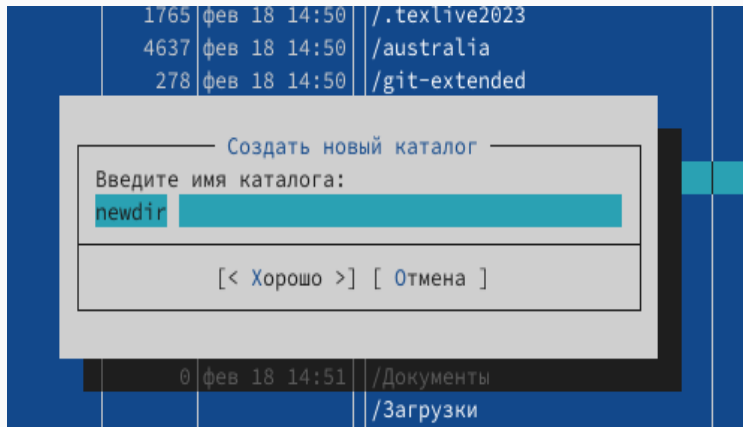 1765 фев 18 14:50 /.texlive2023
4637 фев 18 14:50 /australia
278 фев 18 14:50 /git-extended
Создать новый каталог
Введите имя каталога:
newdir
[< Хорошо >] [ Отмена ]
0 фев 18 14:51 /Документы
/Загрузки